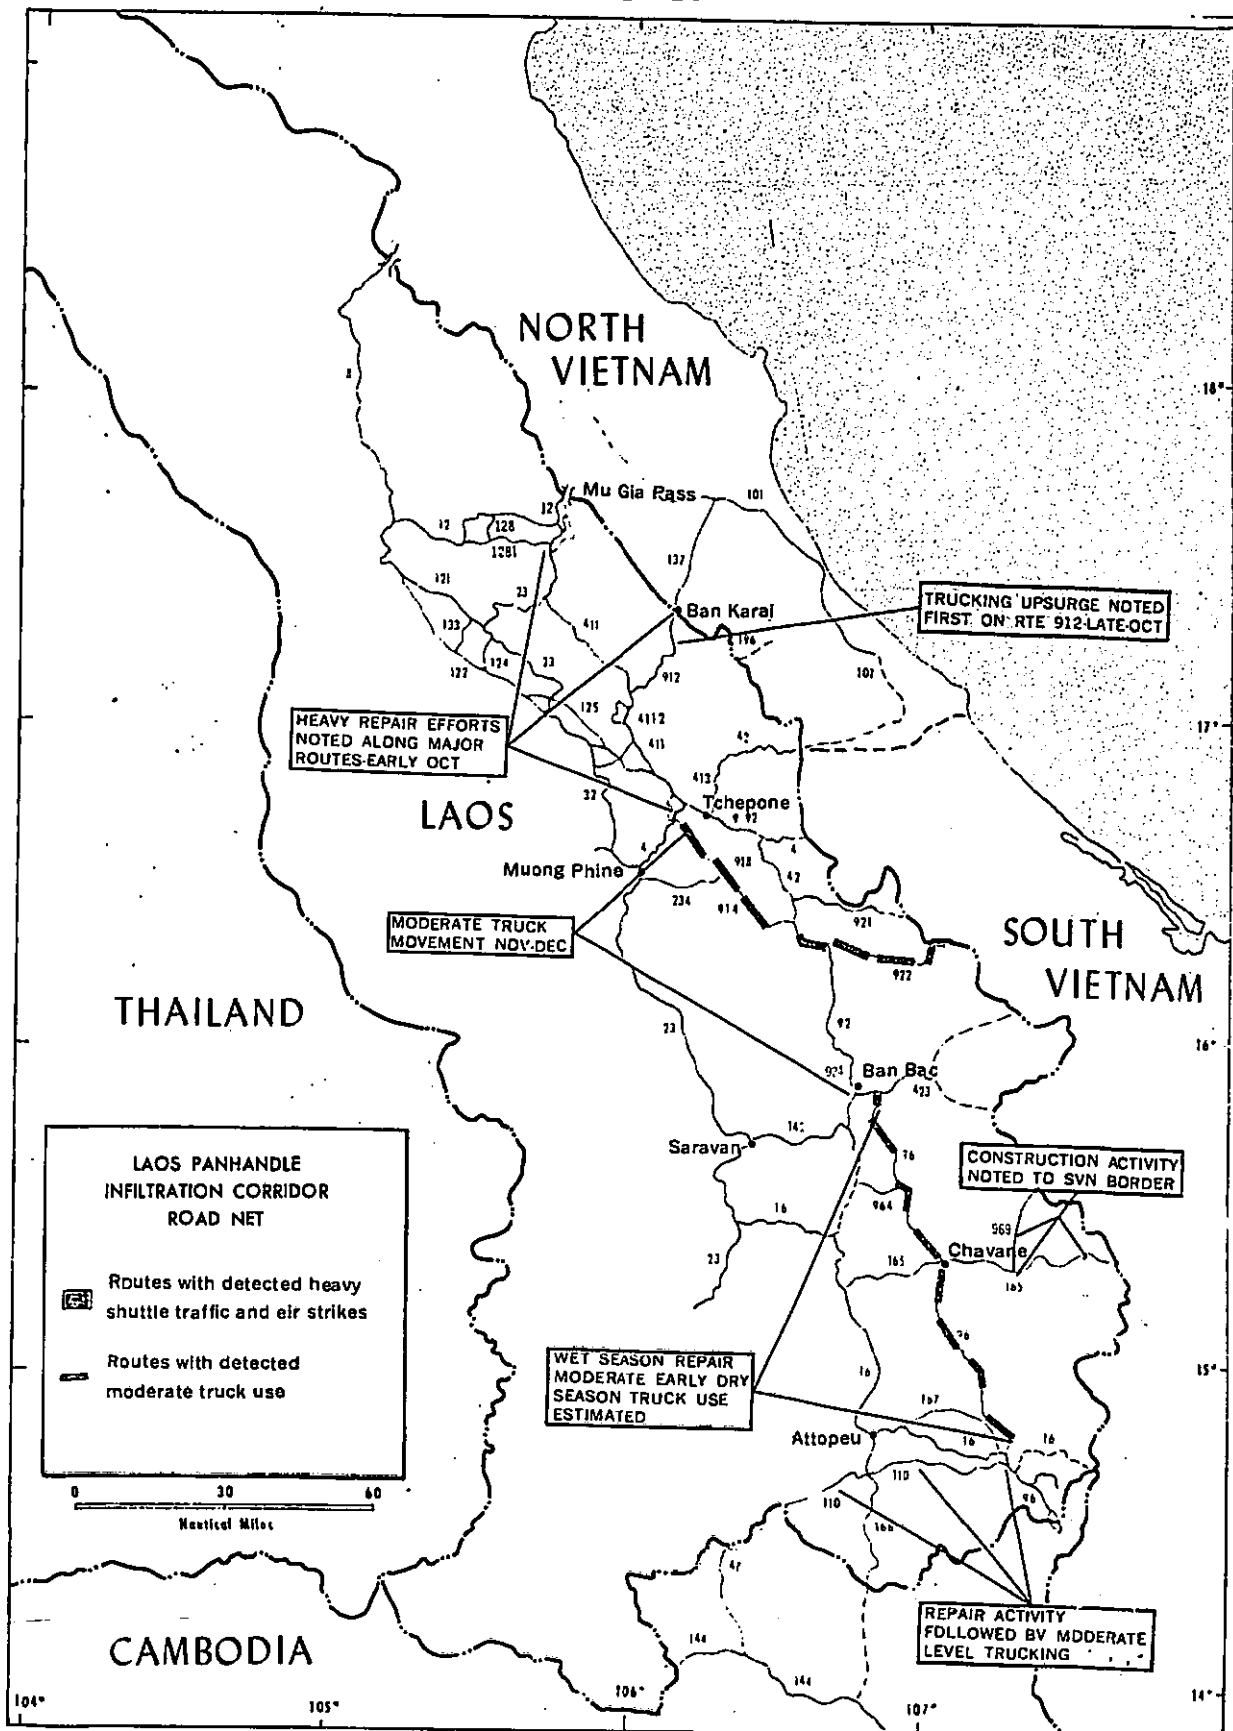 NORTH
VIETNAM
18°
Mu Gia Pass
101
12
12
128
1281
137
121
23
Ban Karai
TRUCKING UPSURGE NOTED
FIRST ON RTE 912-LATE-OCT
133
411
196
124
23
122
912
102
125
4112
HEAVY REPAIR EFFORTS
NOTED ALONG MAJOR
ROUTES-EARLY OCT
17°
411
42
413
32
Tchepone
LAOS
9
92
4
4
918
Muong Phine
42
234
914
921
MODERATE TRUCK
MOVEMENT NOV-DEC
SOUTH
VIETNAM
922
THAILAND
23
92
16°
Ban Bac
423
LAOS PANHANDLE
INFILTRATION CORRIDOR
ROAD NET
Saravan
CONSTRUCTION ACTIVITY
NOTED TO SVN BORDER
964
16
969
Chavane
23
165
165
Routes with detected heavy
shuttle traffic and air strikes
Routes with detected
moderate truck use
WET SEASON REPAIR
MODERATE EARLY DRY
SEASON TRUCK USE
ESTIMATED
15°
16
167
Attopeu
16
16
110
110
96
166
0 30 60
Nautical Miles
47
REPAIR ACTIVITY
FOLLOWED BY MODERATE
LEVEL TRUCKING
CAMBODIA
144
144
104° 105° 106° 107° 14°